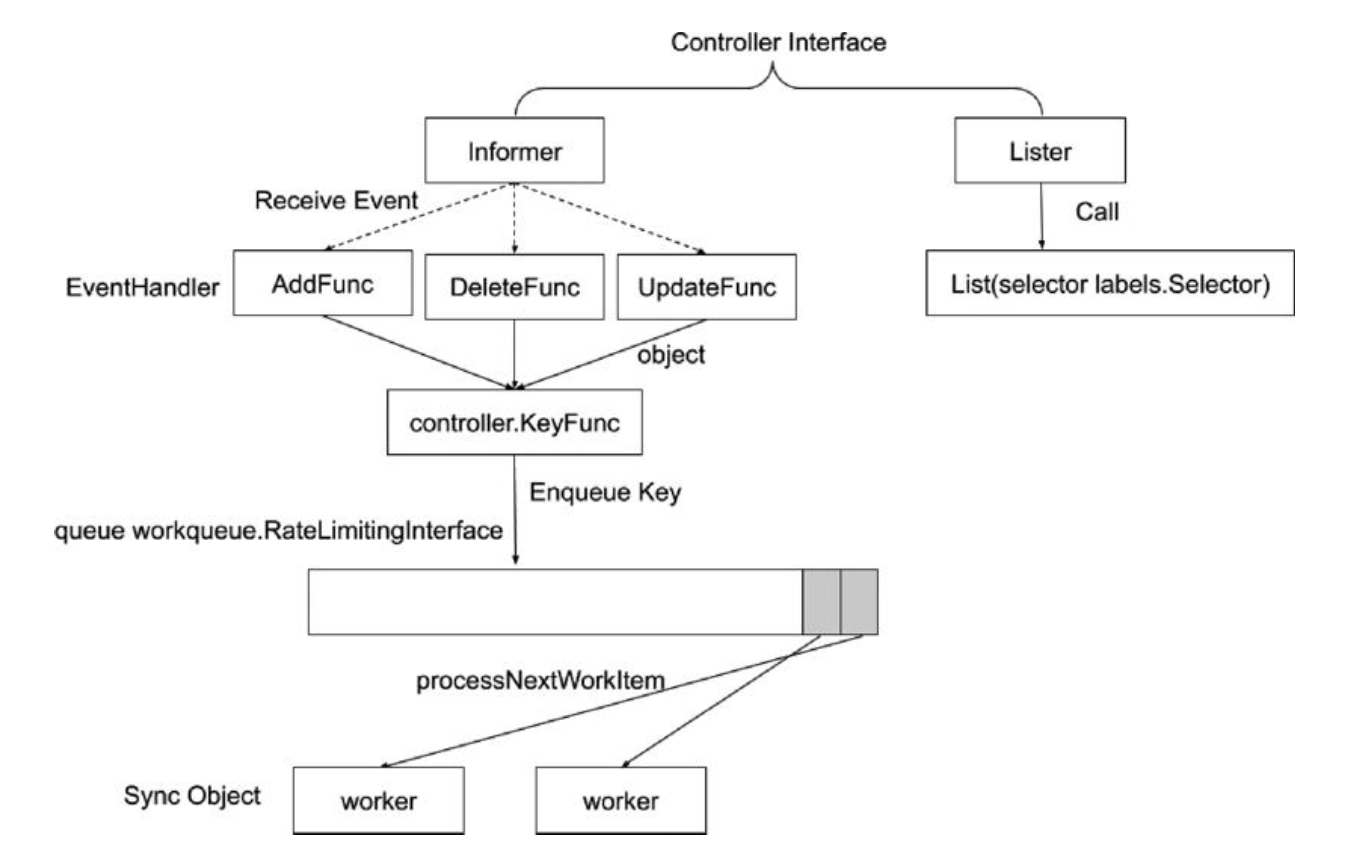 Controller Interface
Informer
Lister
Receive Event
Call
EventHandler
AddFunc
DeleteFunc
UpdateFunc
List(selector labels.Selector)
object
controller.KeyFunc
Enqueue Key
queue workqueue.RateLimitingInterface
processNextWorkItem
Sync Object
worker
worker